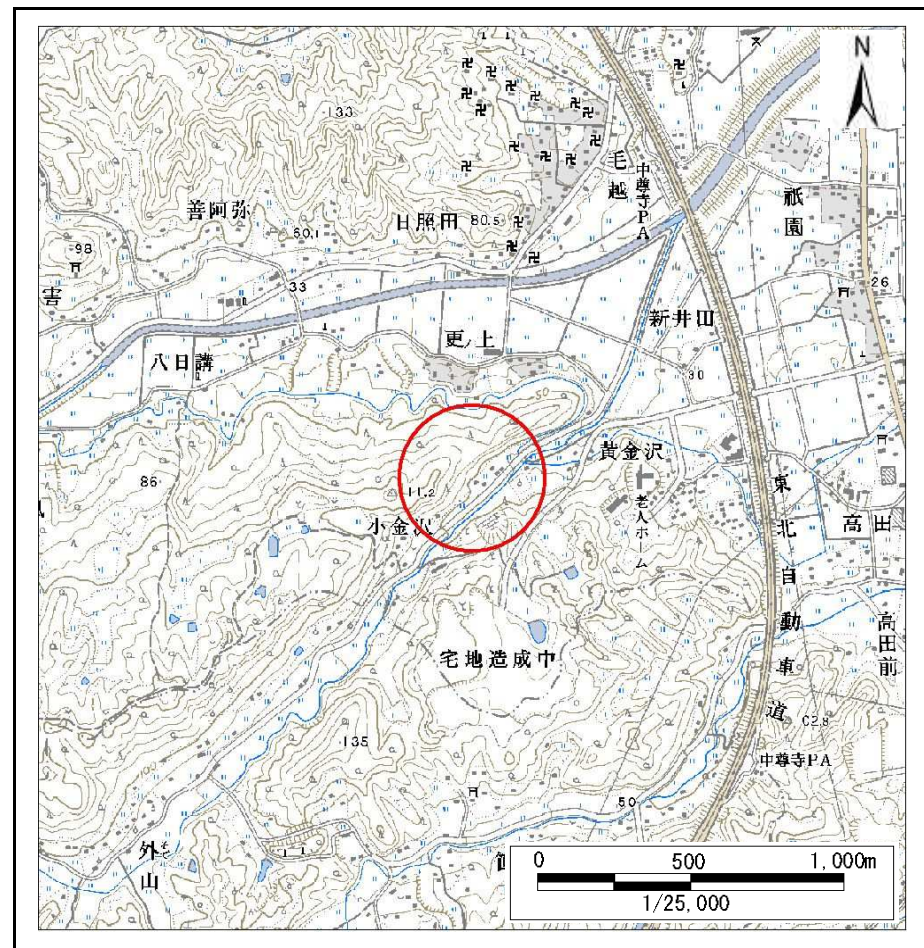 N
133
毛越
中尊寺PA
祇園
善阿弥
日照田
80.5
60.1
98
害
33
26
新井田
更ノ上
八日講
30
50
黄金沢
86
老人ホーム
東北自動車道
高田
小金沢
高田前
宅地造成中
135
中尊寺PA
50
外山
0 500 1,000m
1/25,000